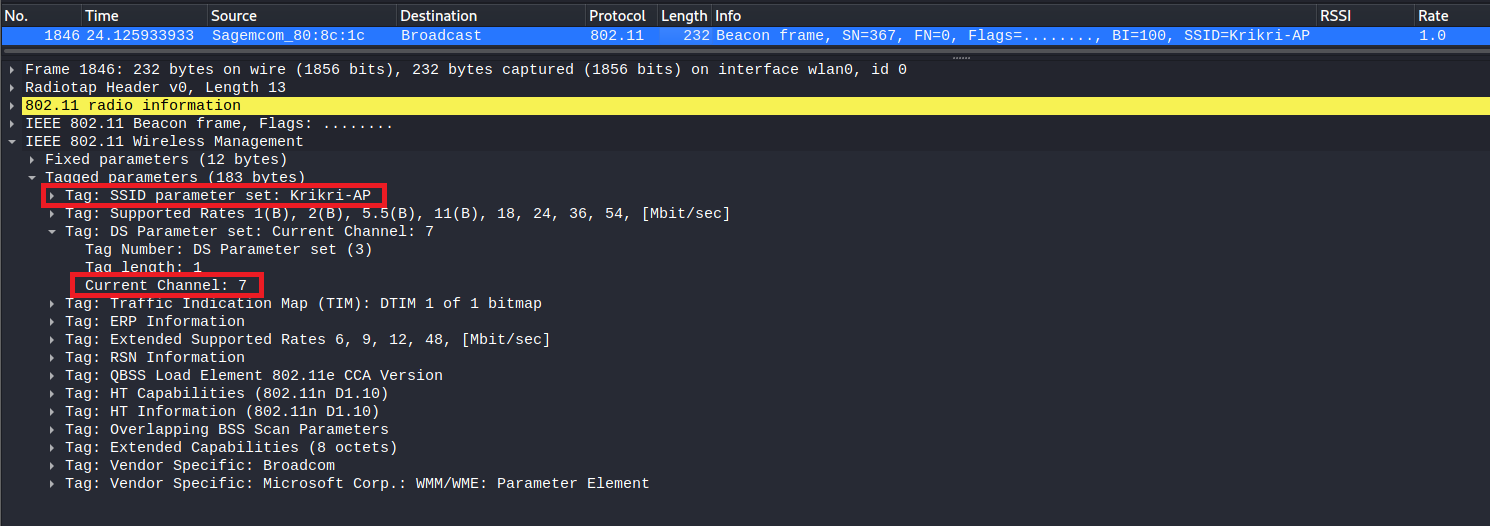 No. Time Source Destination Protocol Length Info RSSI Rate
1846 24.125933933 Sagemcom_80:8c:1c Broadcast 802.11 232 Beacon frame, SN=367, FN=0, Flags=........, BI=100, SSID=Krikri-AP 1.0
Frame 1846: 232 bytes on wire (1856 bits), 232 bytes captured (1856 bits) on interface wlan0, id 0
Radiotap Header v0, Length 13
802.11 radio information
IEEE 802.11 Beacon frame, Flags: ........
IEEE 802.11 Wireless Management
Fixed parameters (12 bytes)
Tagged parameters (183 bytes)
Tag: SSID parameter set: Krikri-AP
Tag: Supported Rates 1(B), 2(B), 5.5(B), 11(B), 18, 24, 36, 54, [Mbit/sec]
Tag: DS Parameter set: Current Channel: 7
Tag Number: DS Parameter set (3)
Tag length: 1
Current Channel: 7
Tag: Traffic Indication Map (TIM): DTIM 1 of 1 bitmap
Tag: ERP Information
Tag: Extended Supported Rates 6, 9, 12, 48, [Mbit/sec]
Tag: RSN Information
Tag: QBSS Load Element 802.11e CCA Version
Tag: HT Capabilities (802.11n D1.10)
Tag: HT Information (802.11n D1.10)
Tag: Overlapping BSS Scan Parameters
Tag: Extended Capabilities (8 octets)
Tag: Vendor Specific: Broadcom
Tag: Vendor Specific: Microsoft Corp.: WMM/WME: Parameter Element